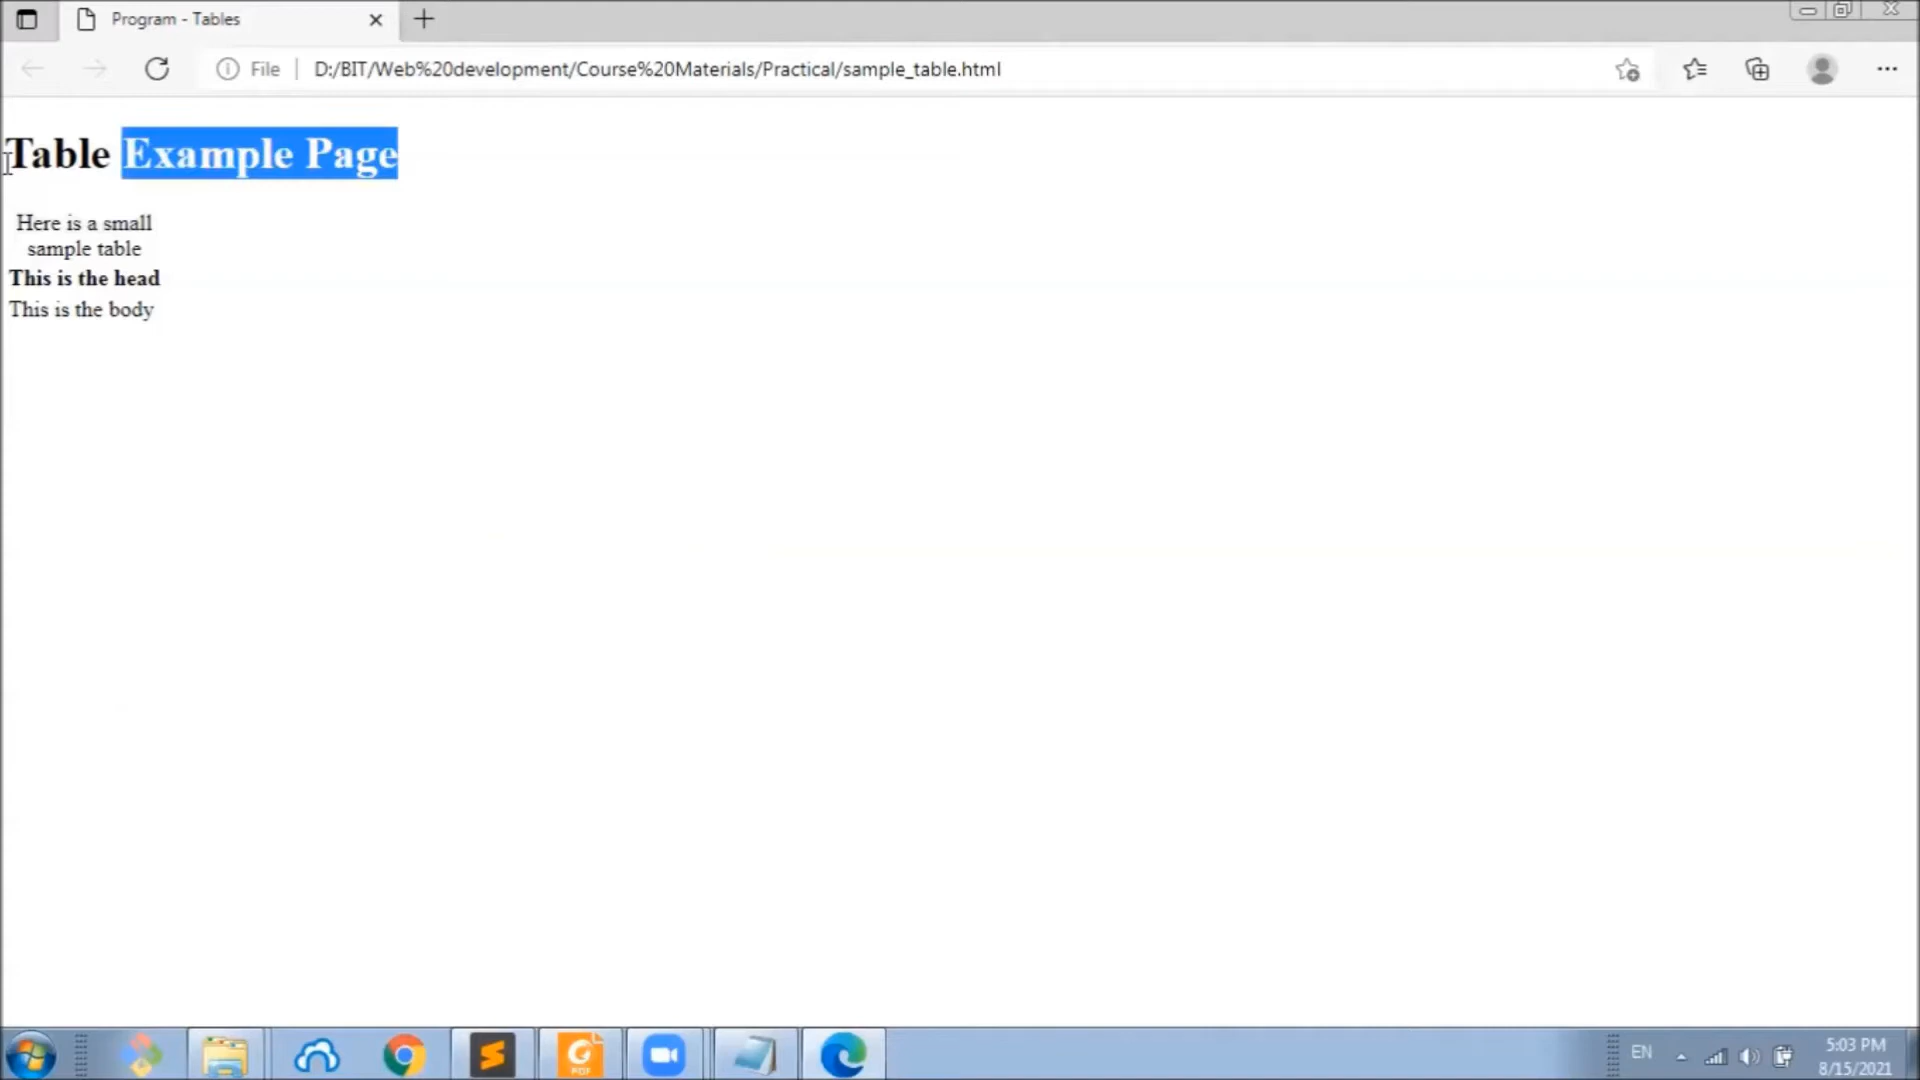 Program - Tables
File
D:/BIT/Web%20development/Course%20Materials/Practical/sample_table.html
Table Example Page
Here is a small
sample table
This is the head
This is the body
PDF
EN
5:03 PM
8/15/2021